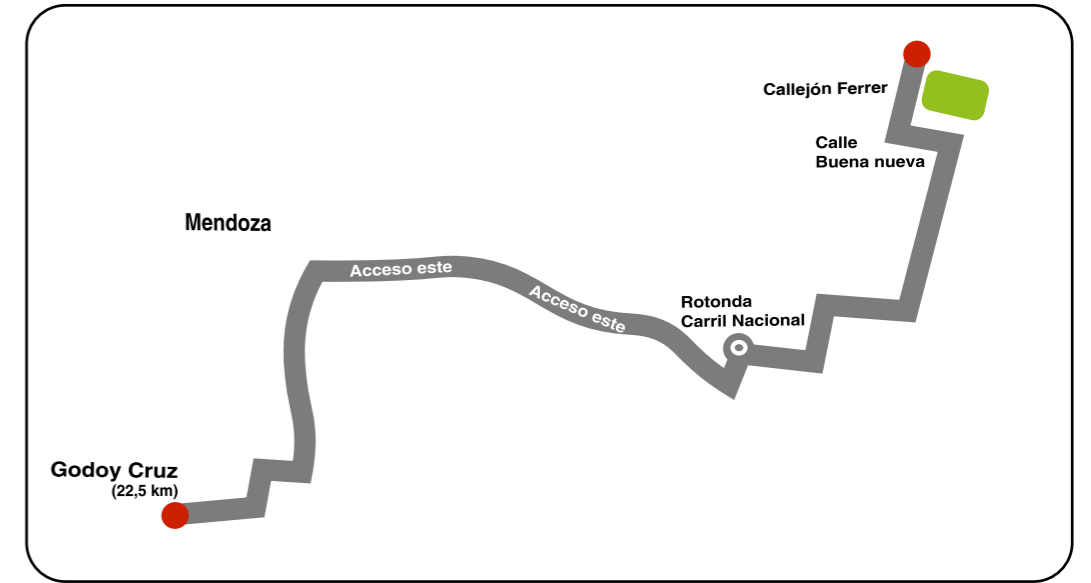 Callejón Ferrer
Calle
Buena nueva
Mendoza
Acceso este
Acceso este
Rotonda
Carril Nacional
Godoy Cruz
(22,5 km)